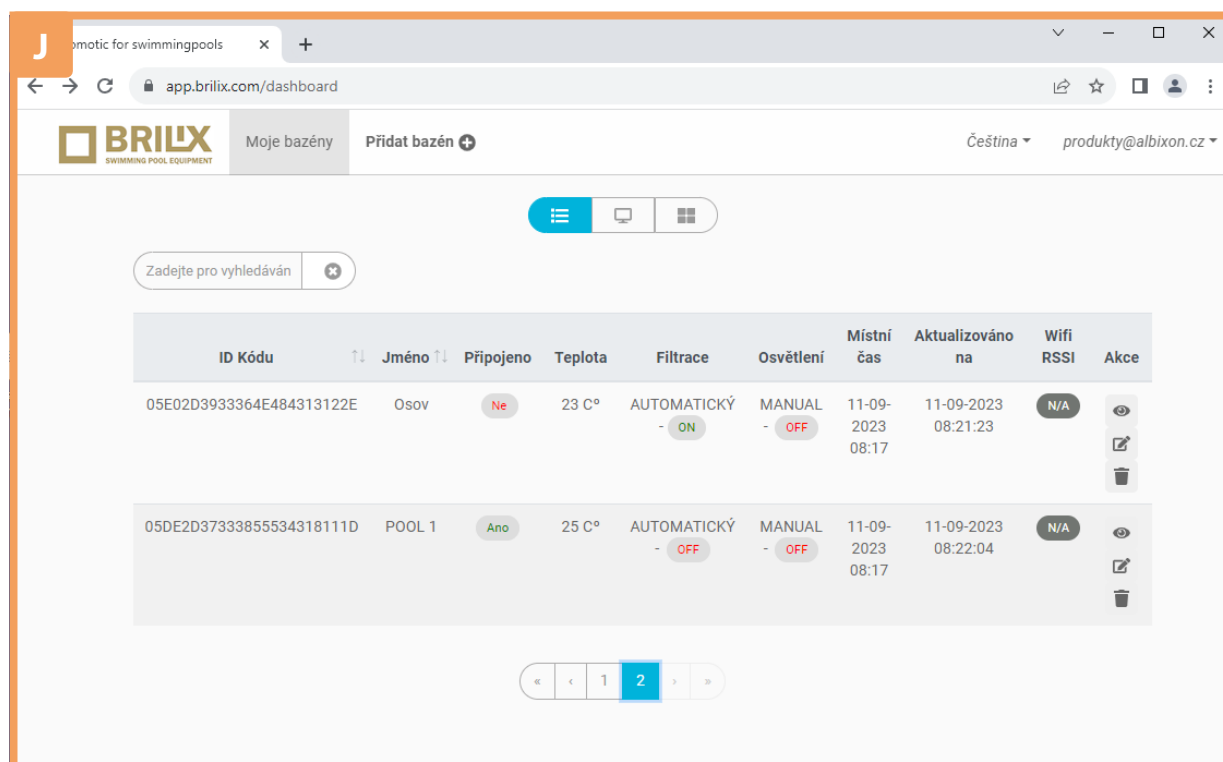 J
omotic for swimmingpools
app.brilix.com/dashboard
BRILIX
SWIMMING POOL EQUIPMENT
Moje bazény
Přidat bazén
Čeština
produkty@albixon.cz
Zadejte pro vyhledáván
ID Kódu Jméno Připojeno Teplota Filtrace Osvětlení Místní čas Aktualizováno na Wifi RSSI Akce
05E02D3933364E484313122E Osov Ne 23 Cº AUTOMATICKÝ - ON MANUAL - OFF 11-09-2023 08:17 11-09-2023 08:21:23 N/A
05DE2D37333855534318111D POOL 1 Ano 25 Cº AUTOMATICKÝ - OFF MANUAL - OFF 11-09-2023 08:17 11-09-2023 08:22:04 N/A
« ‹ 1 2 › »